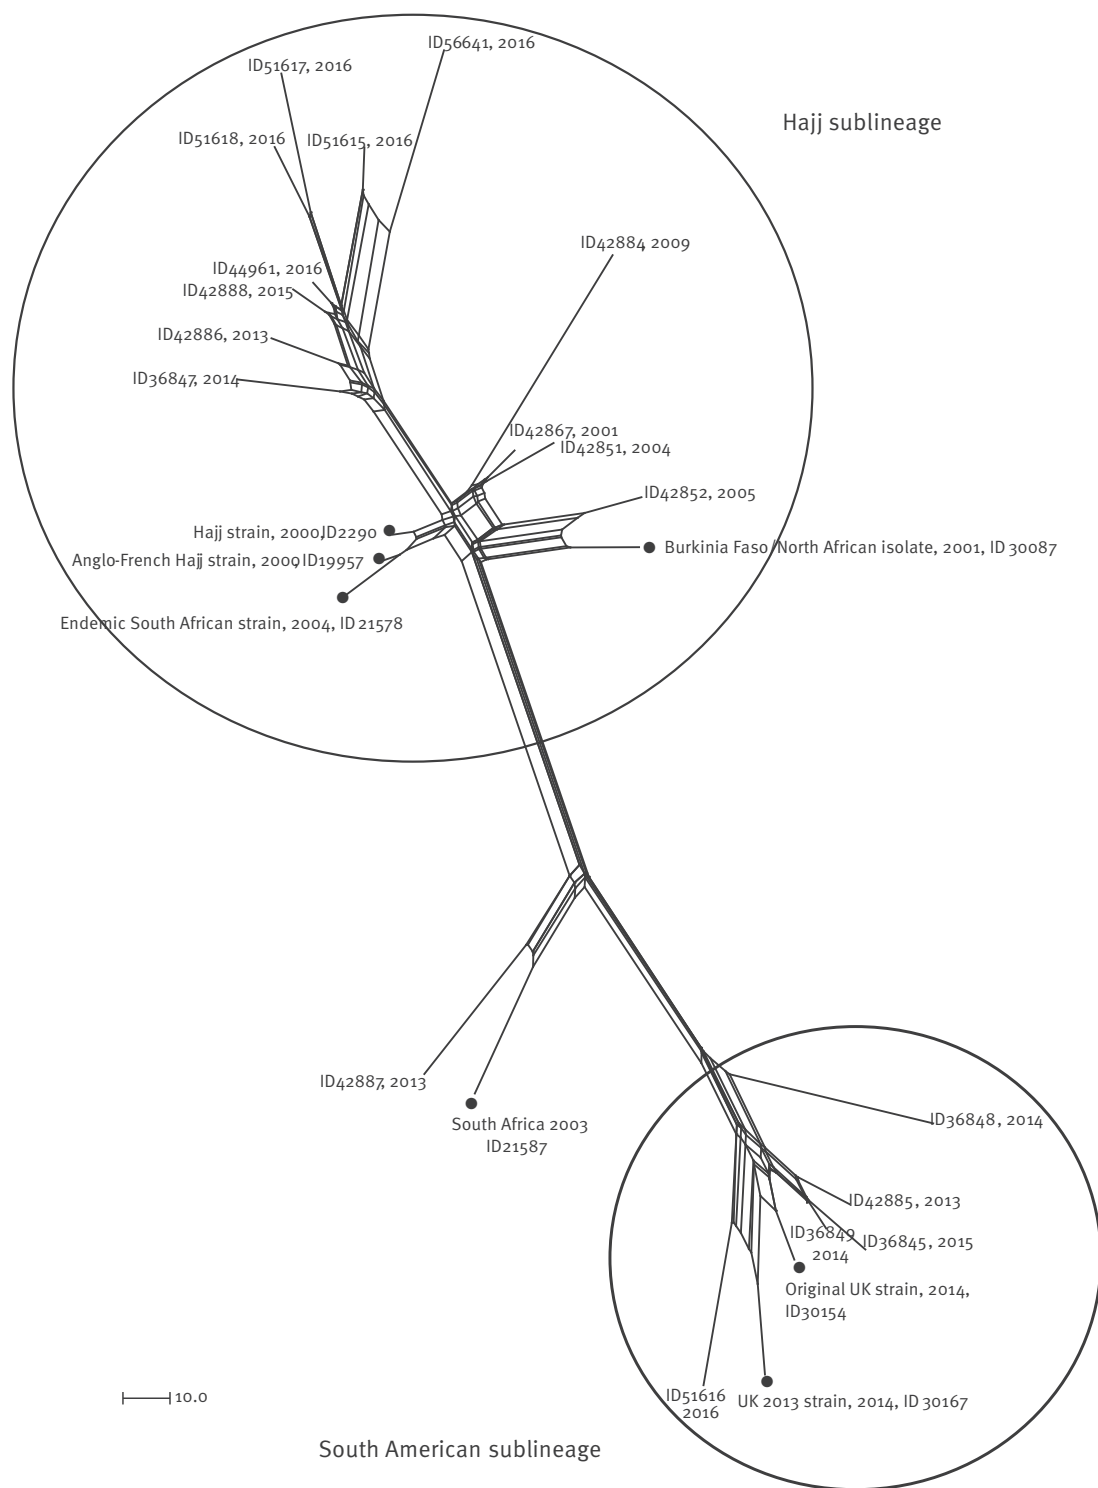 ID56641, 2016
ID51617, 2016
Hajj sublineage
ID51618, 2016
ID51615, 2016
ID42884, 2009
ID44961, 2016
ID42888, 2015
ID42886, 2013
ID36847, 2014
ID42867, 2001
ID42851, 2004
ID42852, 2005
Hajj strain, 2000,ID2290
Burkinia Faso/North African isolate, 2001, ID 30087
Anglo-French Hajj strain, 2000, ID19957
Endemic South African strain, 2004, ID 21578
ID42887, 2013
South Africa 2003
ID21587
ID36848, 2014
ID42885, 2013
ID36849
2014
ID36845, 2015
Original UK strain, 2014,
ID30154
ID51616
2016
UK 2013 strain, 2014, ID 30167
10.0
South American sublineage